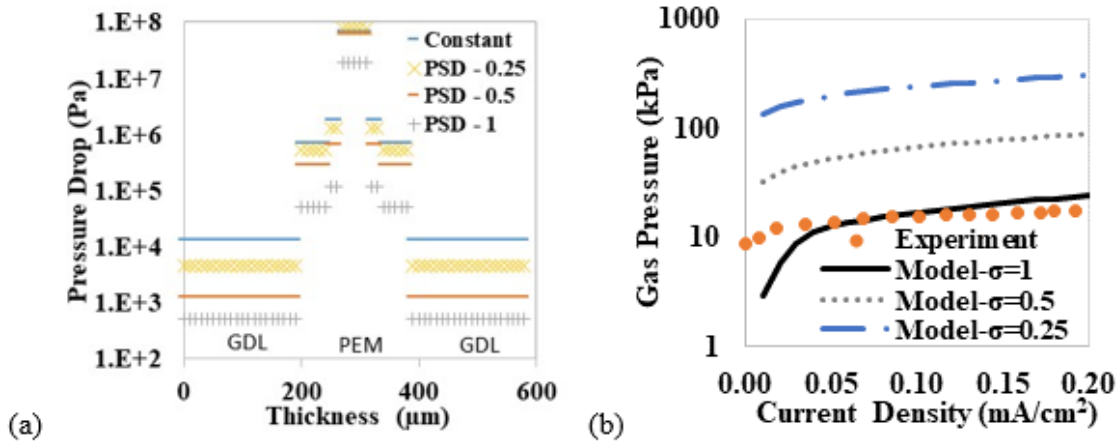 1.E+8
1.E+7
1.E+6
1.E+5
1.E+4
1.E+3
1.E+2
Pressure Drop (Pa)
Constant
PSD - 0.25
PSD - 0.5
PSD - 1
GDL PEM GDL
0 200 400 600
Thickness (µm)
(a)
1000
100
10
1
Gas Pressure (kPa)
Experiment
Model-σ=1
Model-σ=0.5
Model-σ=0.25
0.00 0.05 0.10 0.15 0.20
Current Density (mA/cm²)
(b)